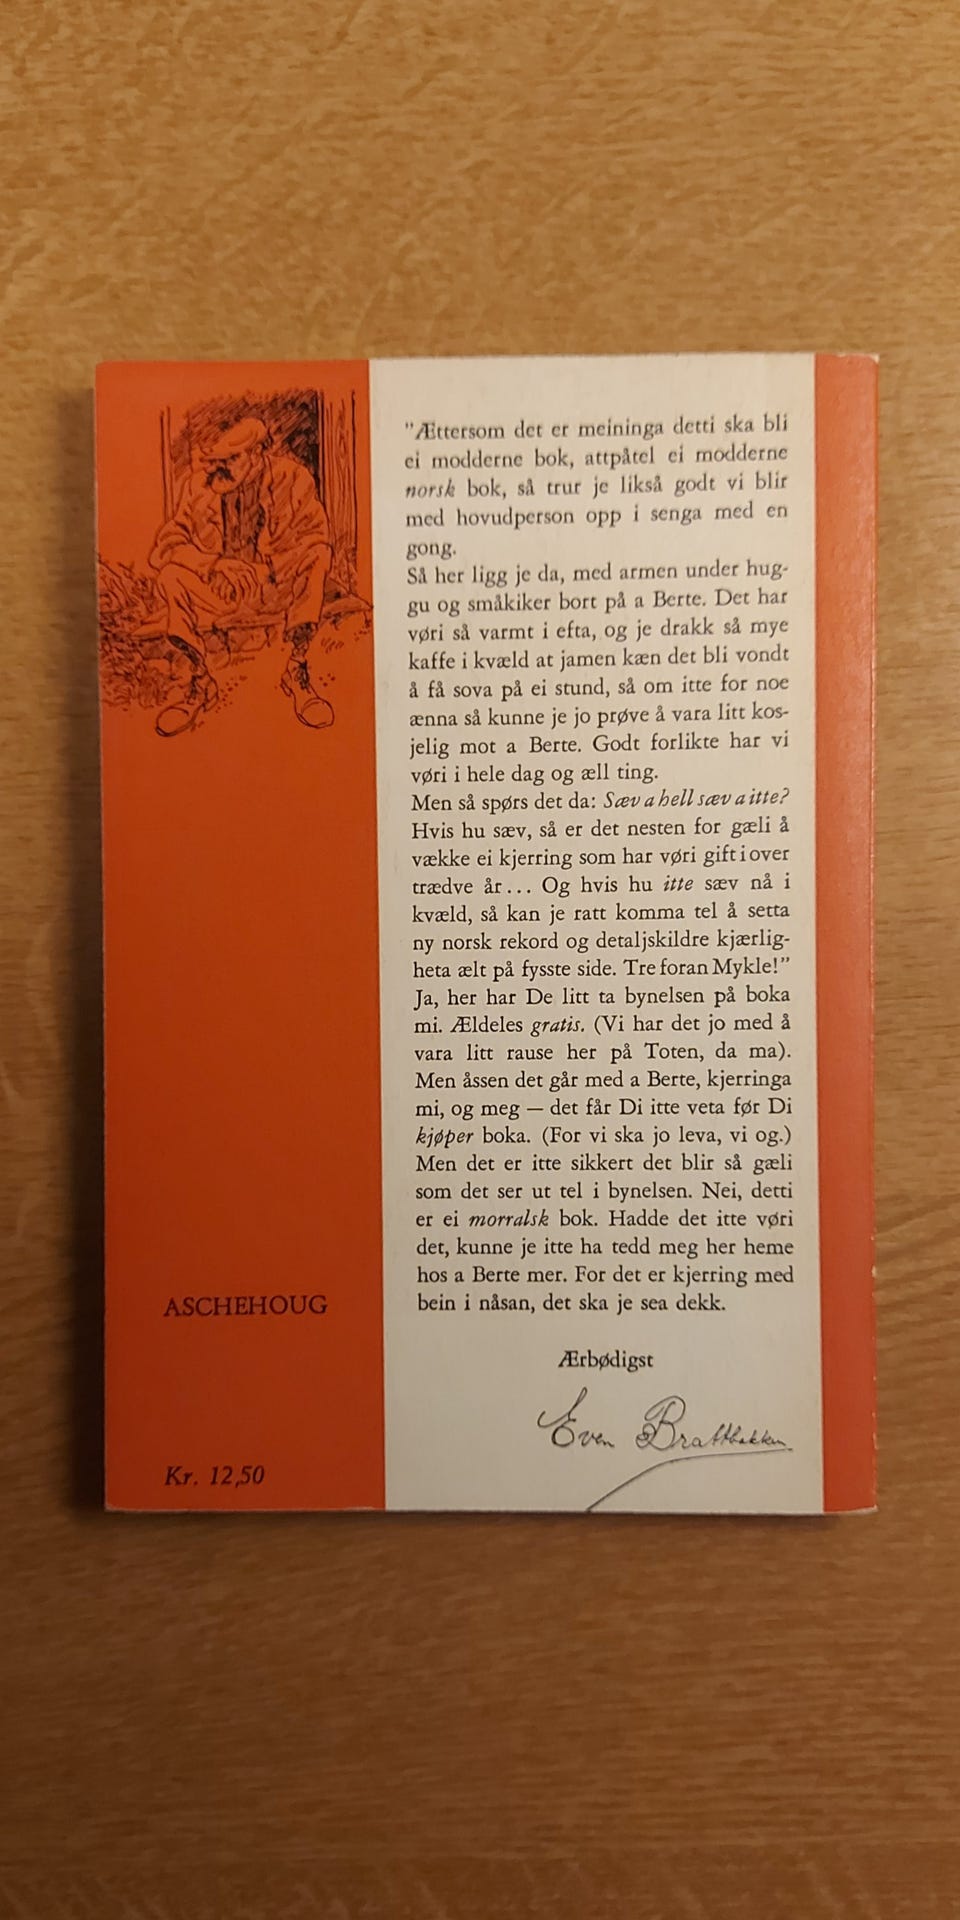 "Ættersom det er meininga detti ska bli
ei modderne bok, attpåtel ei modderne
norsk bok, så trur je likså godt vi blir
med hovudperson opp i senga med en
gong.
Så her ligg je da, med armen under hug-
gu og småkiker bort på a Berte. Det har
vøri så varmt i efta, og je drakk så mye
kaffe i kvæld at jamen kæn det bli vondt
å få sova på ei stund, så om itte for noe
ænna så kunne je jo prøve å vara litt kos-
jelig mot a Berte. Godt forlikte har vi
vøri i hele dag og æll ting.
Men så spørs det da: Sæv a hell sæv a itte?
Hvis hu sæv, så er det nesten for gæli å
vække ei kjerring som har vøri gift i over
trædve år... Og hvis hu itte sæv nå i
kvæld, så kan je ratt komma tel å setta
ny norsk rekord og detaljskildre kjærlig-
heta ælt på fysste side. Tre foran Mykle!"
Ja, her har De litt ta bynelsen på boka
mi. Ældeles gratis. (Vi har det jo med å
vara litt rause her på Toten, da ma).
Men åssen det går med a Berte, kjerringa
mi, og meg — det får Di itte veta før Di
kjøper boka. (For vi ska jo leva, vi og.)
Men det er itte sikkert det blir så gæli
som det ser ut tel i bynelsen. Nei, detti
er ei morralsk bok. Hadde det itte vøri
det, kunne je itte ha tedd meg her heme
hos a Berte mer. For det er kjerring med
bein i nåsan, det ska je sea dekk.
Ærbødigst
Even Brattbakken
ASCHEHOUG
Kr. 12,50